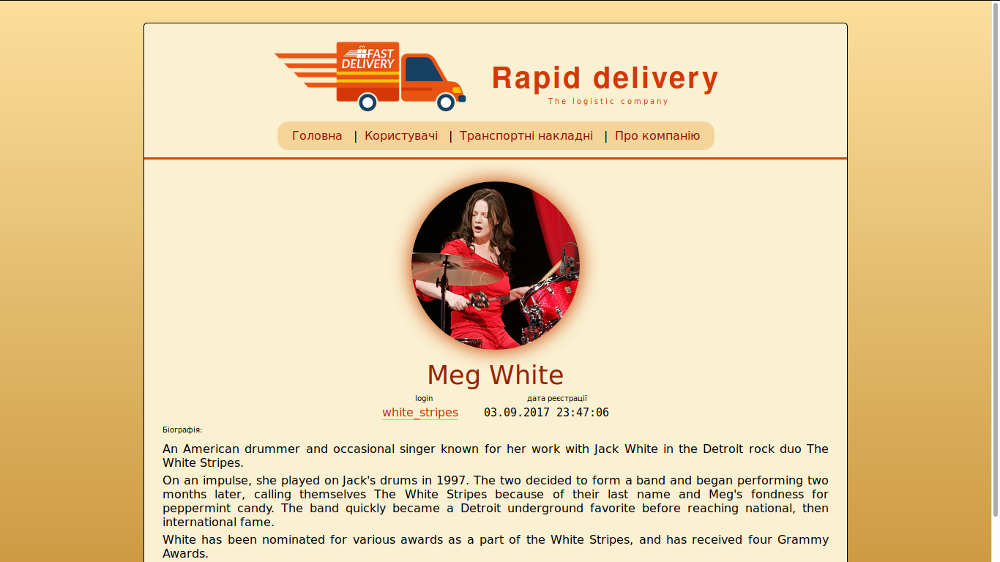 FAST
DELIVERY
Rapid delivery
The logistic company
Головна | Користувачі | Транспортні накладні | Про компанію
Meg White
login дата реєстрації
white_stripes 03.09.2017 23:47:06
Біографія:
An American drummer and occasional singer known for her work with Jack White in the Detroit rock duo The
White Stripes.
On an impulse, she played on Jack's drums in 1997. The two decided to form a band and began performing two
months later, calling themselves The White Stripes because of their last name and Meg's fondness for
peppermint candy. The band quickly became a Detroit underground favorite before reaching national, then
international fame.
White has been nominated for various awards as a part of the White Stripes, and has received four Grammy
Awards.